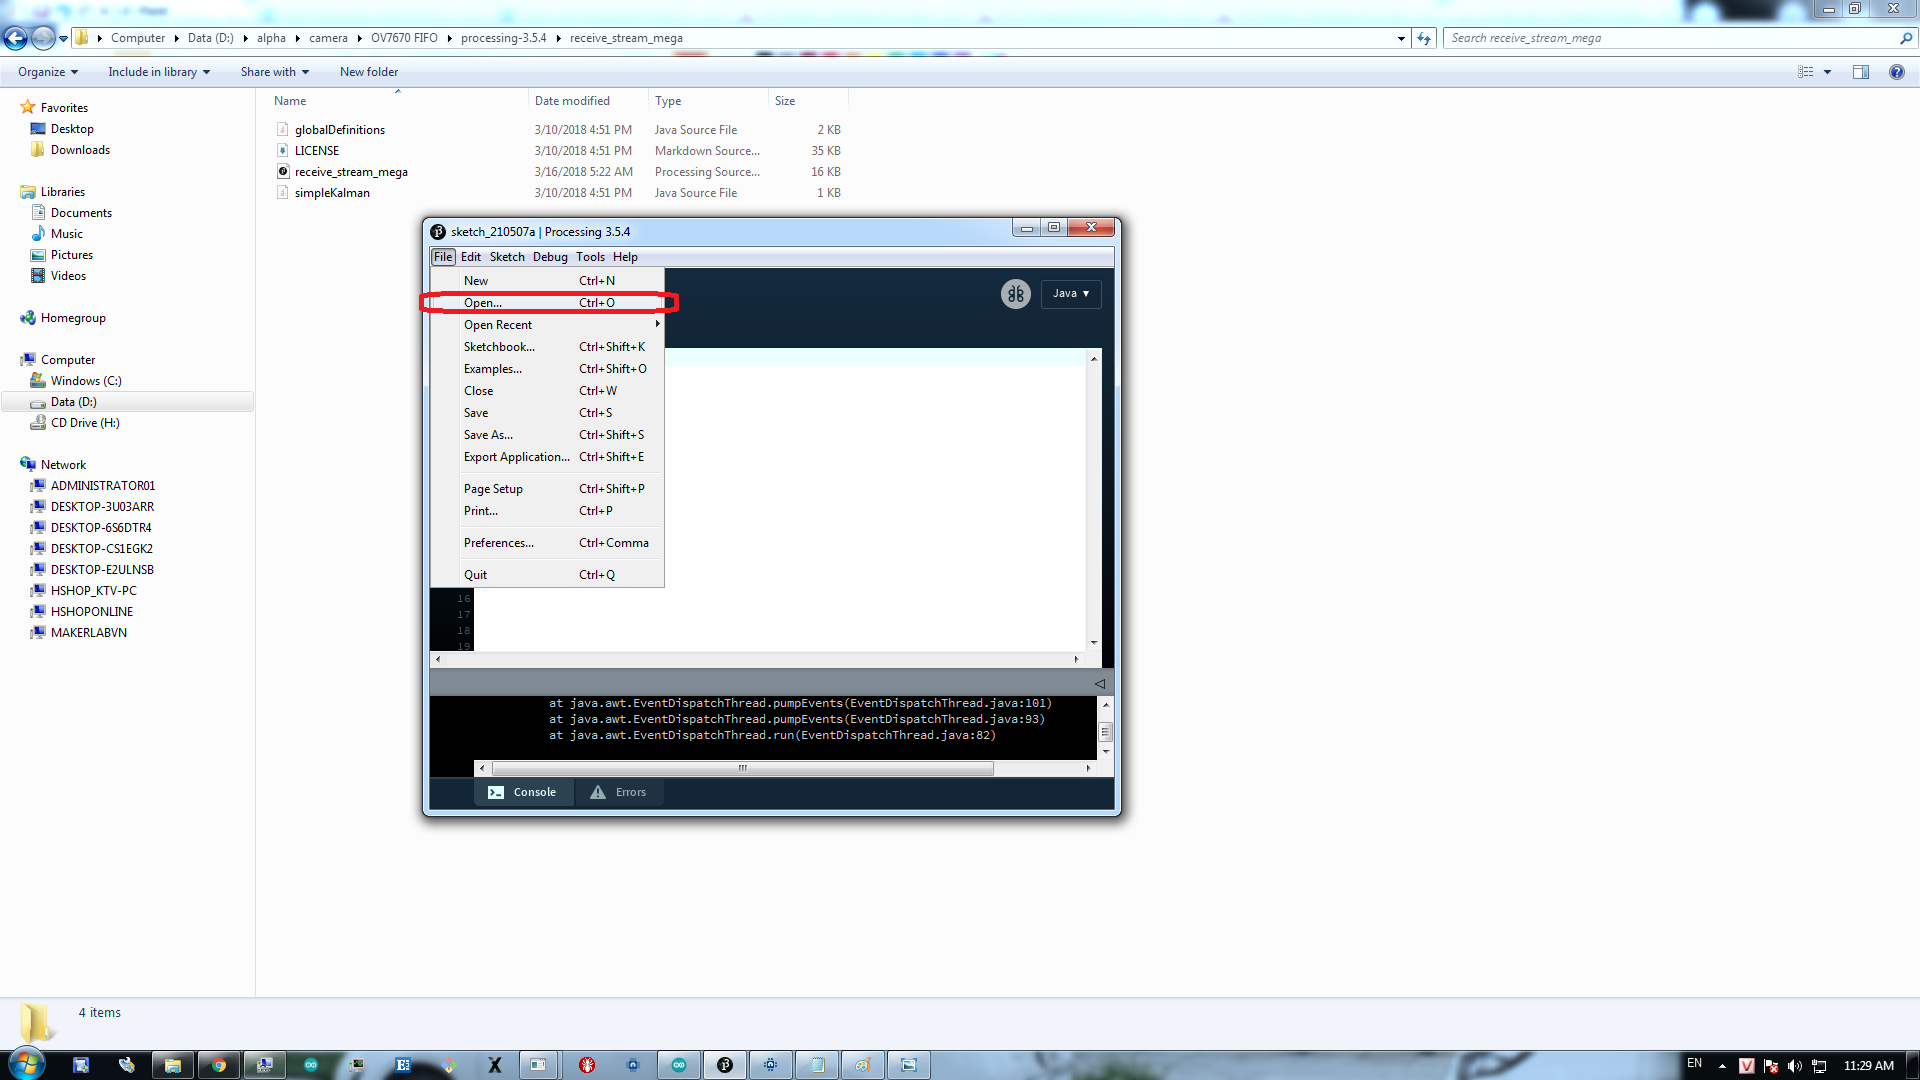 Computer Data (D:) alpha camera OV7670 FIFO processing-3.5.4 receive_stream_mega
Search receive_stream_mega
Organize Include in library Share with New folder
Name Date modified Type Size
globalDefinitions 3/10/2018 4:51 PM Java Source File 2 KB
LICENSE 3/10/2018 4:51 PM Markdown Source... 35 KB
receive_stream_mega 3/16/2018 5:22 AM Processing Source... 16 KB
simpleKalman 3/10/2018 4:51 PM Java Source File 1 KB
Favorites
Desktop
Downloads
Libraries
Documents
Music
Pictures
Videos
Homegroup
Computer
Windows (C:)
Data (D:)
CD Drive (H:)
Network
ADMINISTRATOR01
DESKTOP-3U03ARR
DESKTOP-6S6DTR4
DESKTOP-CS1EGK2
DESKTOP-E2ULNSB
HSHOP_KTV-PC
HSHOPONLINE
MAKERLABVN
sketch_210507a | Processing 3.5.4
File Edit Sketch Debug Tools Help
Java ▾
New Ctrl+N
Open... Ctrl+O
Open Recent
Sketchbook... Ctrl+Shift+K
Examples... Ctrl+Shift+O
Close Ctrl+W
Save Ctrl+S
Save As... Ctrl+Shift+S
Export Application... Ctrl+Shift+E
Page Setup Ctrl+Shift+P
Print... Ctrl+P
Preferences... Ctrl+Comma
Quit Ctrl+Q
16
17
18
19
at java.awt.EventDispatchThread.pumpEvents(EventDispatchThread.java:101)
at java.awt.EventDispatchThread.pumpEvents(EventDispatchThread.java:93)
at java.awt.EventDispatchThread.run(EventDispatchThread.java:82)
Console Errors
4 items
EN
11:29 AM